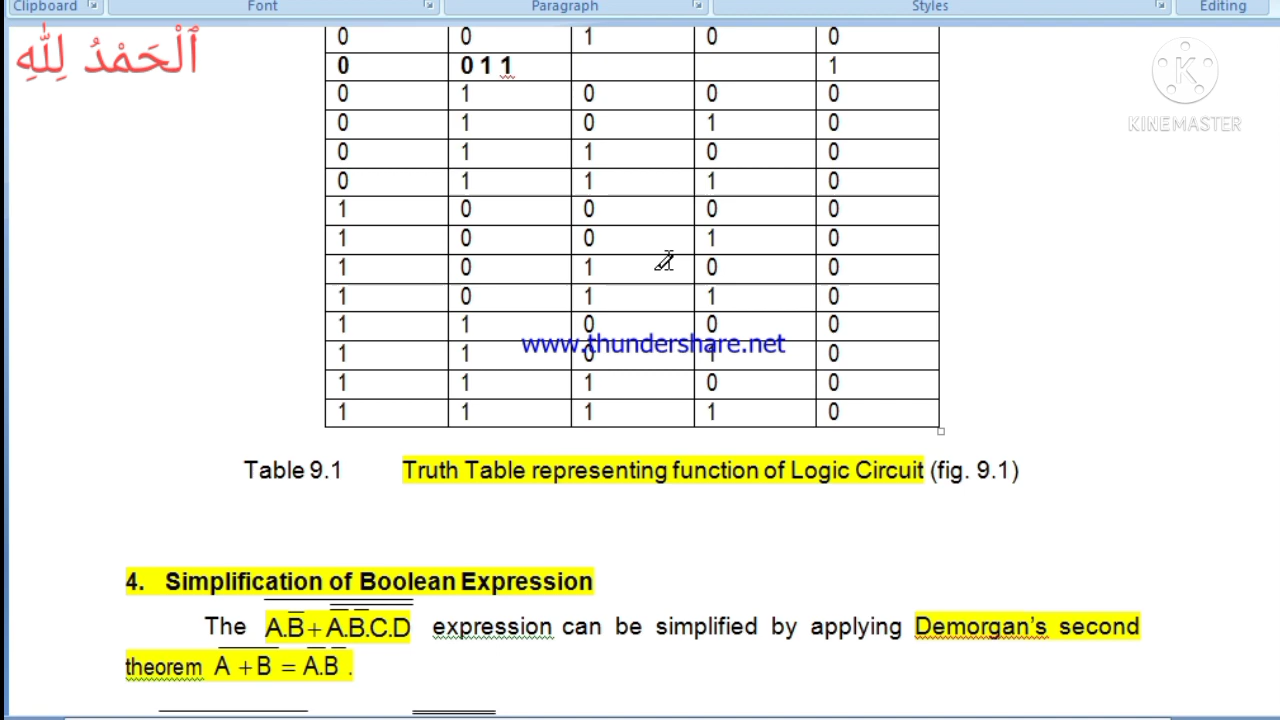 Clipboard Font Paragraph Styles Editing
ٱلْحَمْدُ لِلَّٰهِ
KINEMASTER
0 0 1 0 0
0 0 1 1 1
0 1 0 0 0
0 1 0 1 0
0 1 1 0 0
0 1 1 1 0
1 0 0 0 0
1 0 0 1 0
1 0 1 0 0
1 0 1 1 0
1 1 0 0 0
www.thundershare.net
1 1 0 1 0
1 1 1 0 0
1 1 1 1 0
Table 9.1 Truth Table representing function of Logic Circuit (fig. 9.1)
4. Simplification of Boolean Expression
The A.B̅ + A̅.B̅.C.D expression can be simplified by applying Demorgan's second
theorem A + B = A̅.B̅ .